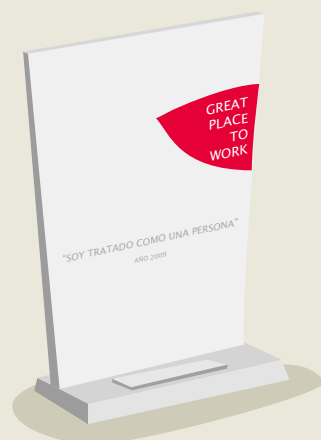 GREAT
PLACE
TO
WORK
“SOY TRATADO COMO UNA PERSONA”
AÑO 2009